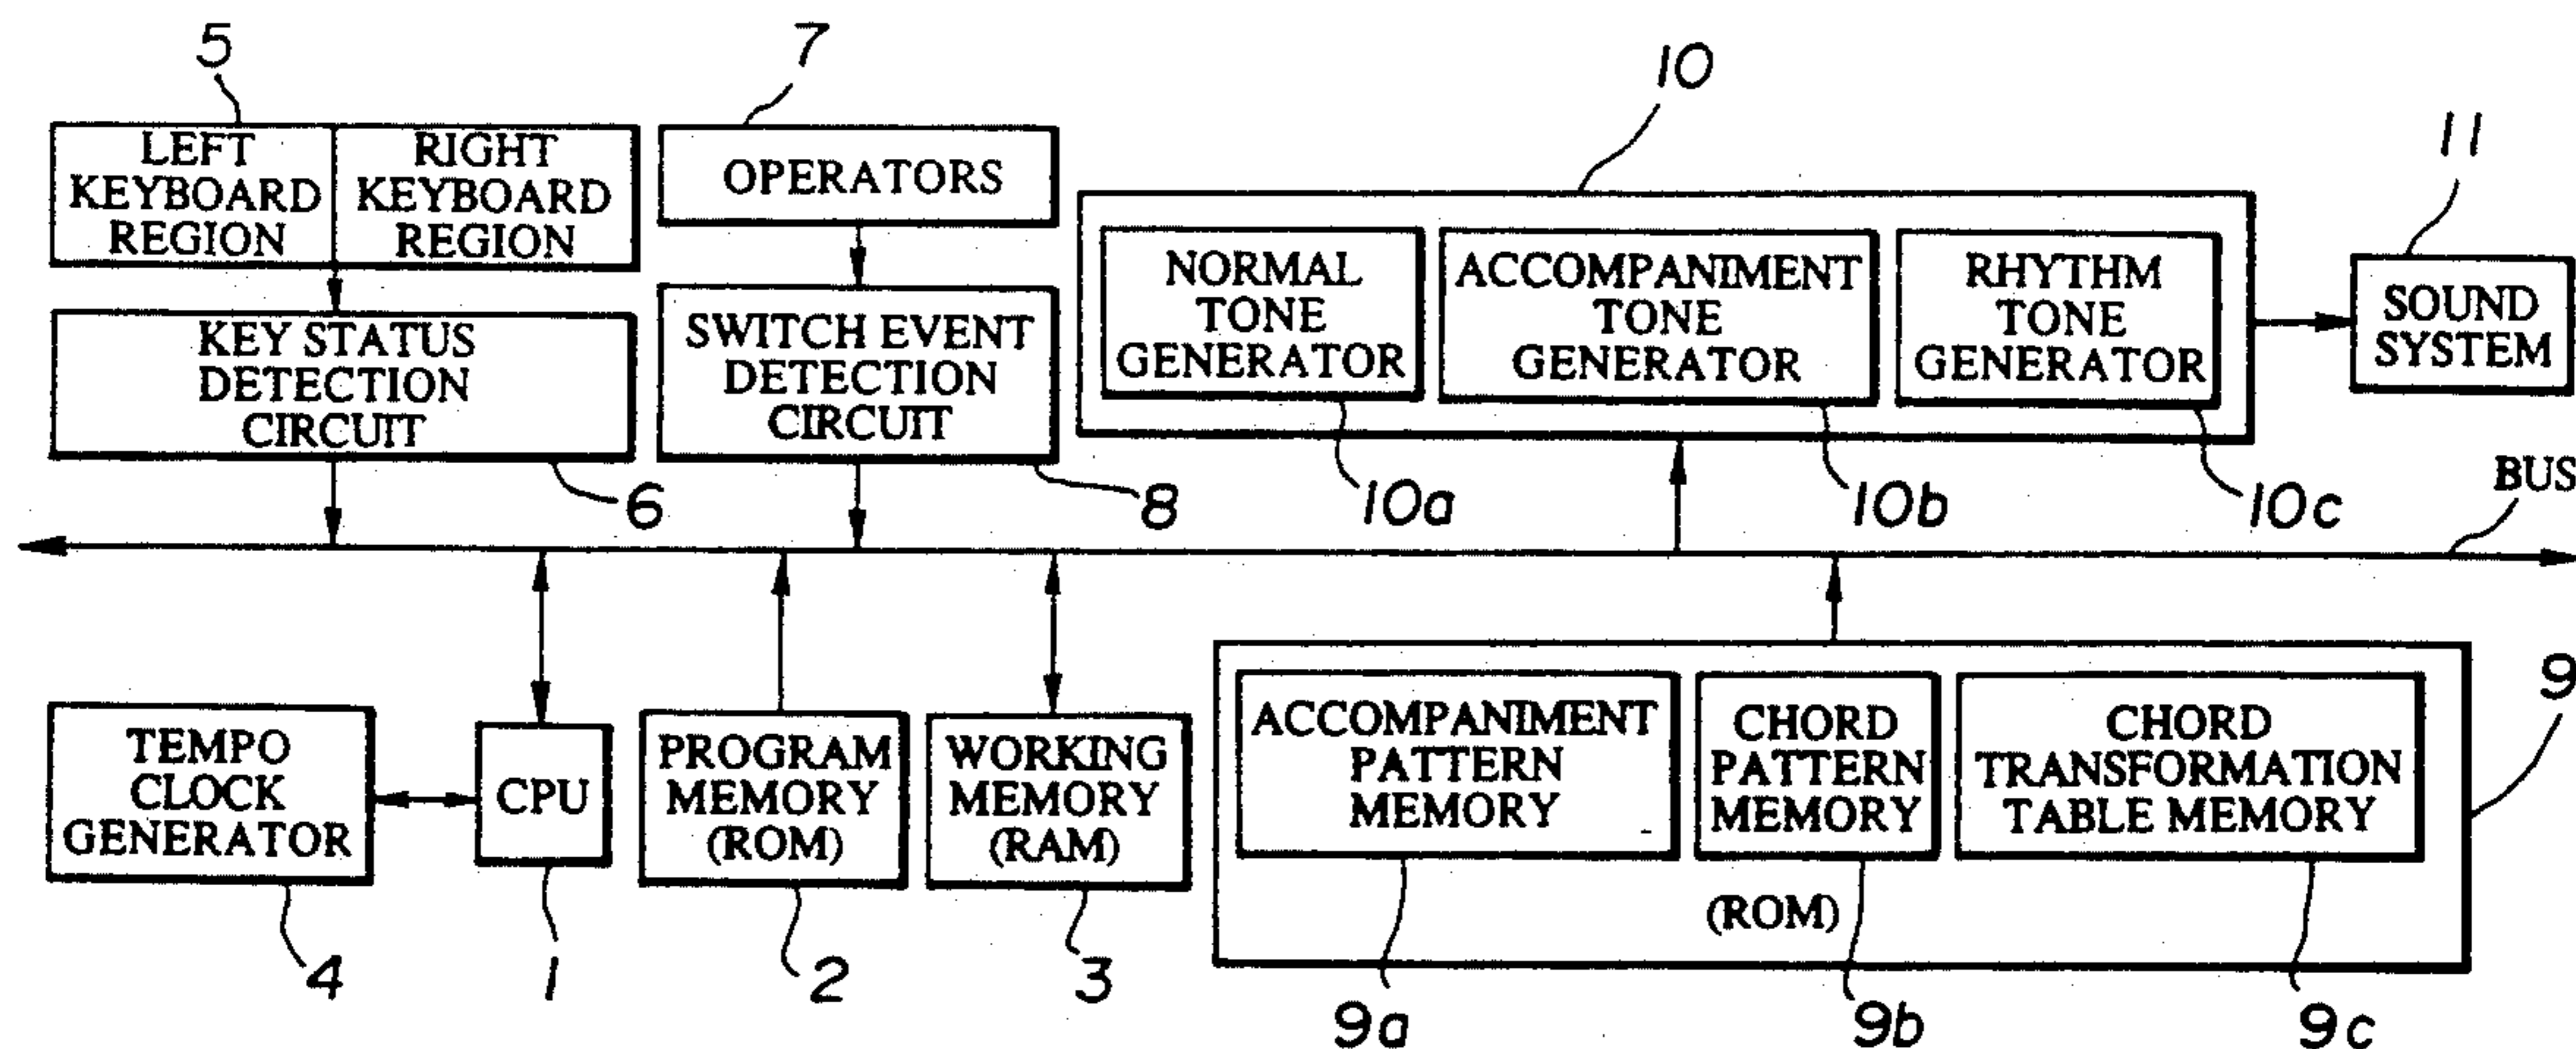 5
7
10
11
LEFT
KEYBOARD
REGION
RIGHT
KEYBOARD
REGION
OPERATORS
NORMAL
TONE
GENERATOR
ACCOMPANIMENT
TONE
GENERATOR
RHYTHM
TONE
GENERATOR
SOUND
SYSTEM
KEY STATUS
DETECTION
CIRCUIT
SWITCH EVENT
DETECTION
CIRCUIT
6
8
10a
10b
10c
BUS
TEMPO
CLOCK
GENERATOR
CPU
PROGRAM
MEMORY
(ROM)
WORKING
MEMORY
(RAM)
ACCOMPANIMENT
PATTERN
MEMORY
CHORD
PATTERN
MEMORY
CHORD
TRANSFORMATION
TABLE MEMORY
(ROM)
9
4
1
2
3
9a
9b
9c